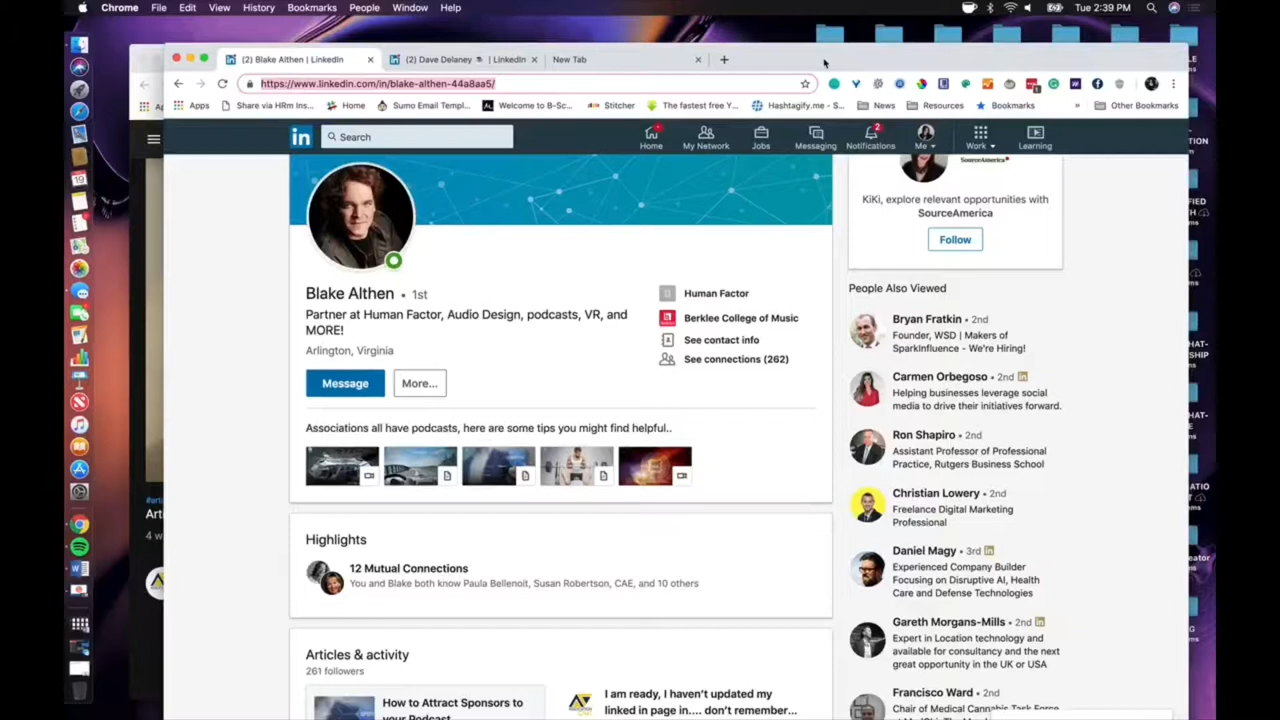 Chrome File Edit View History Bookmarks People Window Help
Tue 2:39 PM
(2) Blake Althen | LinkedIn
(2) Dave Delaney | LinkedIn
New Tab
https://www.linkedin.com/in/blake-althen-44a8aa5/
Apps
Share via HRm Ins...
Home
Sumo Email Templ...
Welcome to B-Sc...
Stitcher
The fastest free Y...
Hashtagify.me - S...
News
Resources
Bookmarks
»
Other Bookmarks
in
Search
Home
My Network
Jobs
Messaging
2
Notifications
Me
Work
Learning
SourceAmerica
KiKi, explore relevant opportunities with
SourceAmerica
Follow
Blake Althen • 1st
Partner at Human Factor, Audio Design, podcasts, VR, and
MORE!
Arlington, Virginia
Message
More...
Human Factor
Berklee College of Music
See contact info
See connections (262)
Associations all have podcasts, here are some tips you might find helpful..
Highlights
12 Mutual Connections
You and Blake both know Paula Bellenoit, Susan Robertson, CAE, and 10 others
Articles & activity
261 followers
How to Attract Sponsors to
your Podcast
I am ready, I haven't updated my
linked in page in.... don't remember...
People Also Viewed
Bryan Fratkin • 2nd
Founder, WSD | Makers of
SparkInfluence - We're Hiring!
Carmen Orbegoso • 2nd
Helping businesses leverage social
media to drive their initiatives forward.
Ron Shapiro • 2nd
Assistant Professor of Professional
Practice, Rutgers Business School
Christian Lowery • 2nd
Freelance Digital Marketing
Professional
Daniel Magy • 3rd
Experienced Company Builder
Focusing on Disruptive AI, Health
Care and Defense Technologies
Gareth Morgans-Mills • 2nd
Expert in Location technology and
available for consultancy and the next
great opportunity in the UK or USA
Francisco Ward • 2nd
Chair of Medical Cannabis Task Force